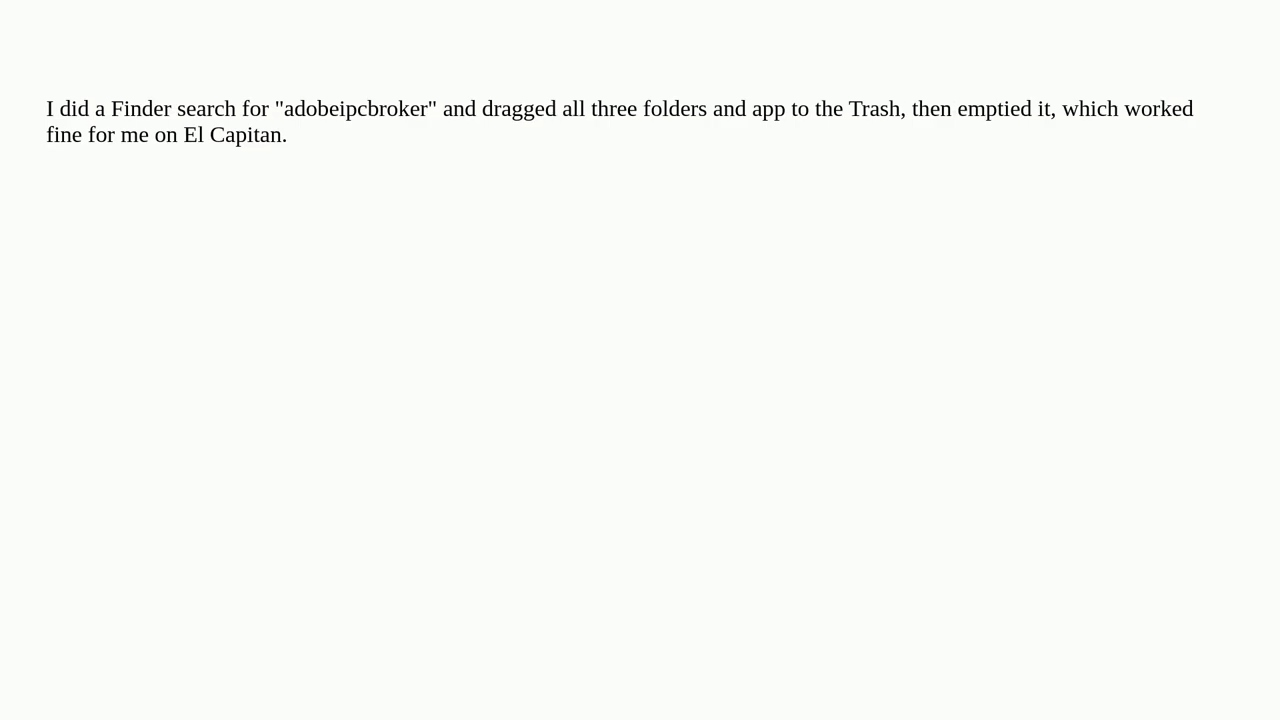 I did a Finder search for "adobeipcbroker" and dragged all three folders and app to the Trash, then emptied it, which worked
fine for me on El Capitan.